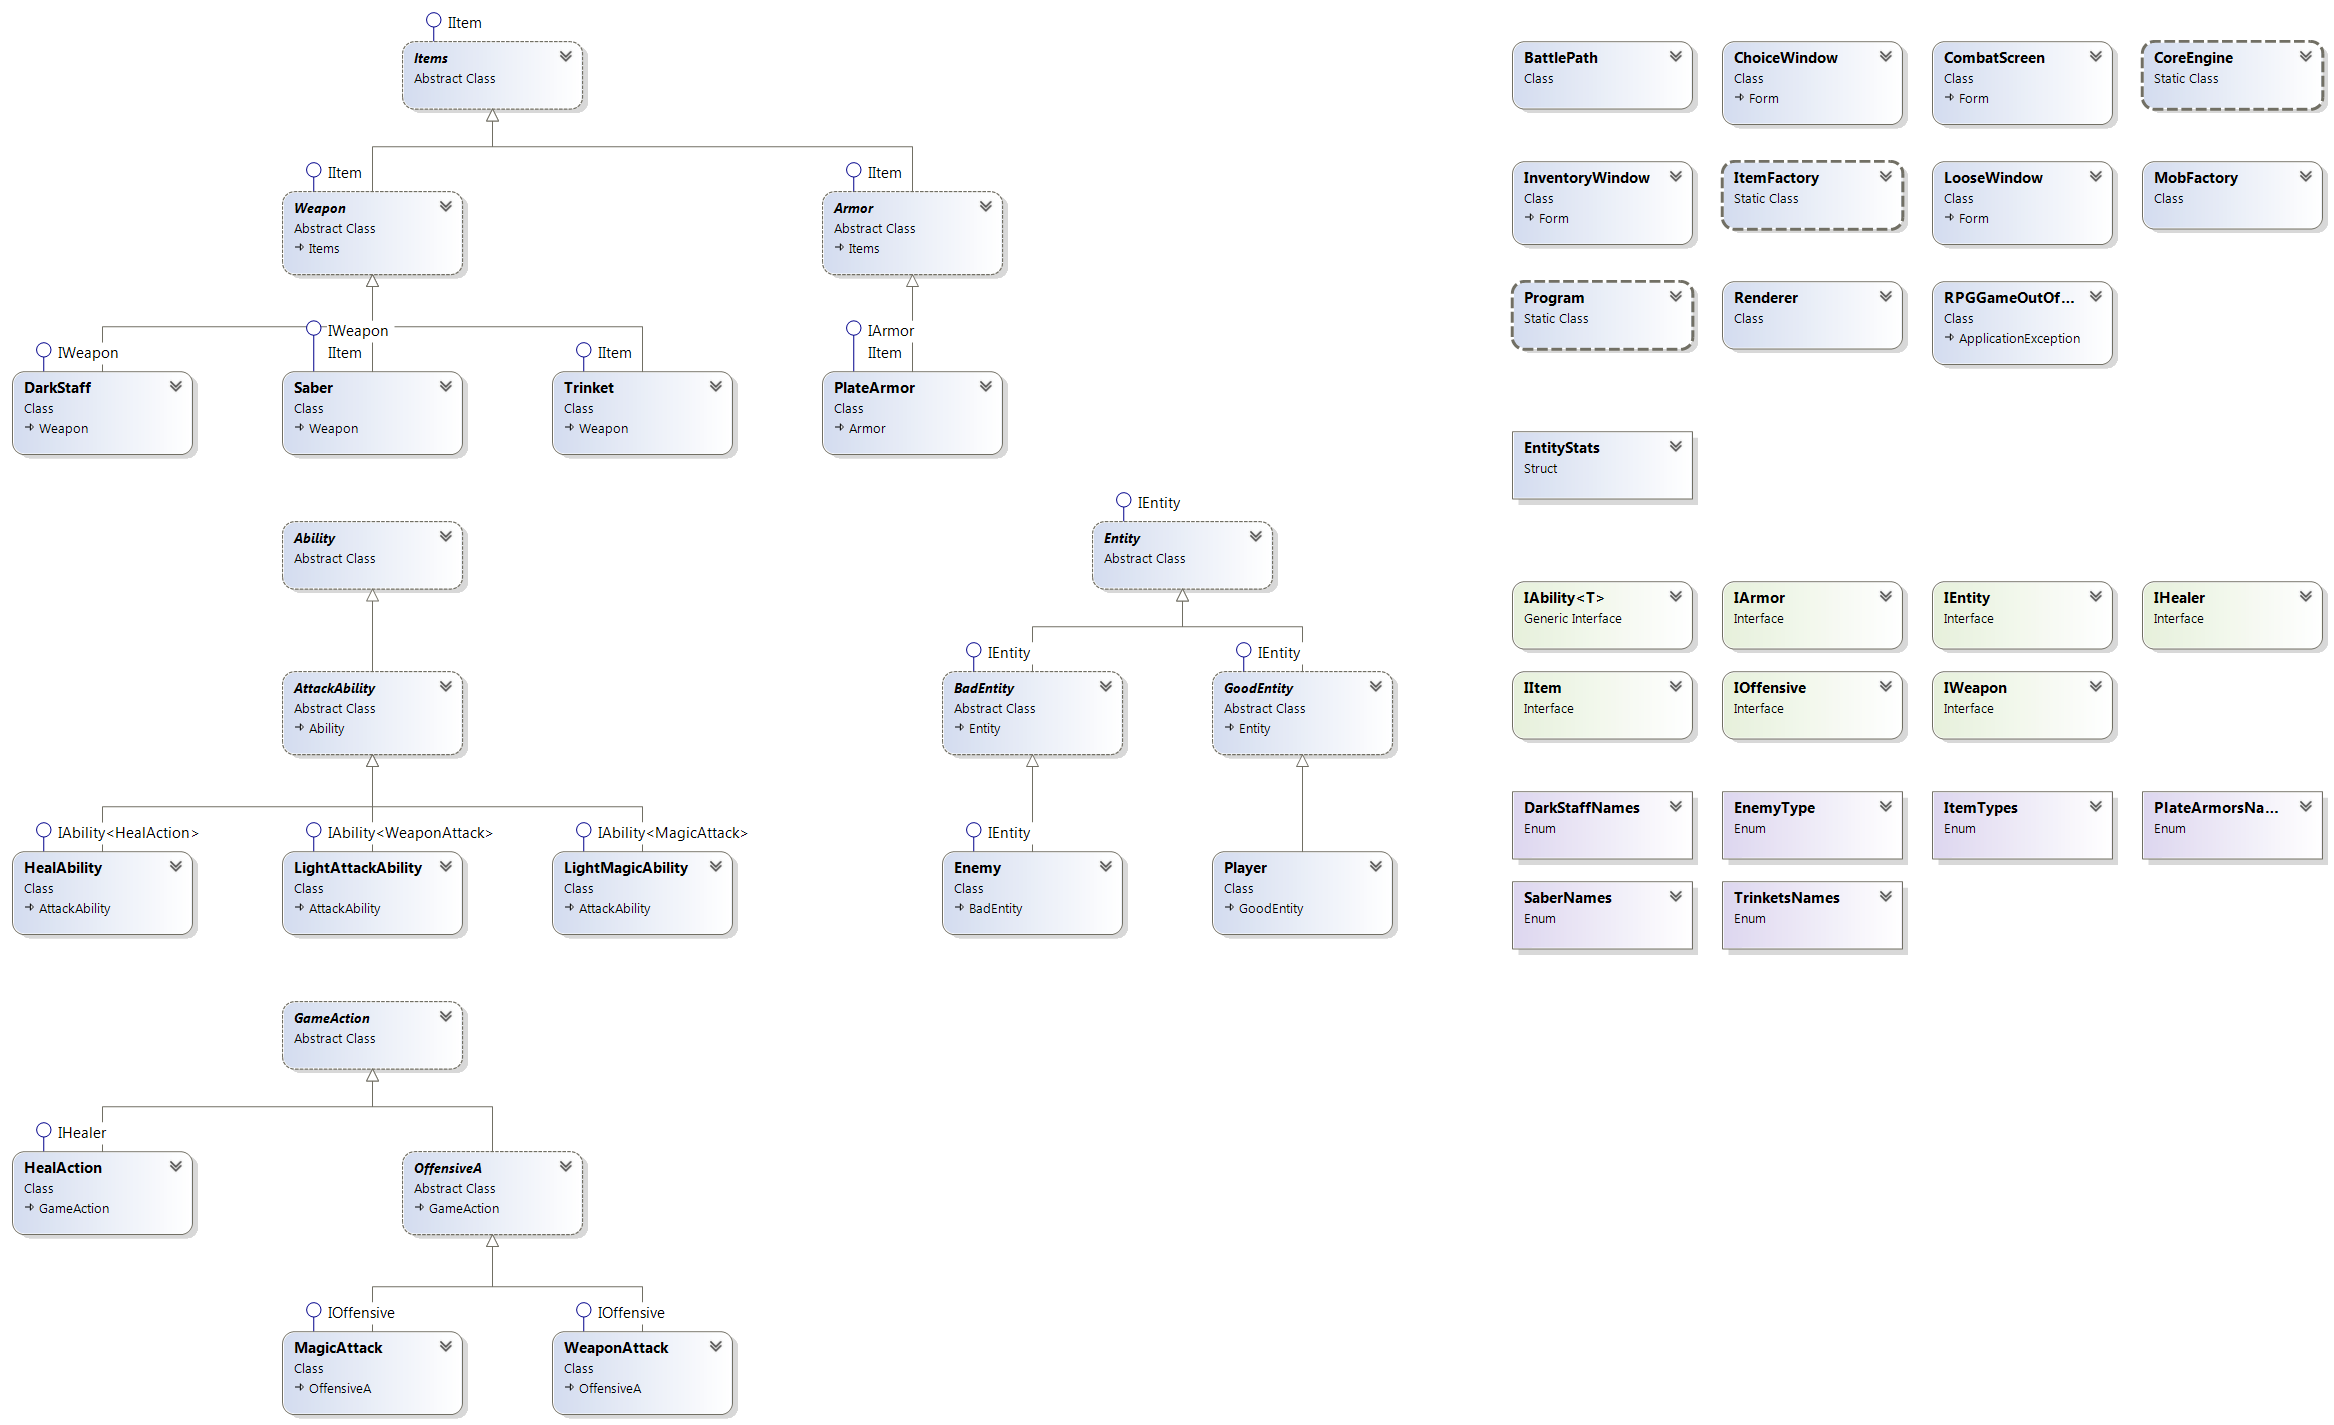 IItem
Items
Abstract Class
IItem
Weapon
Abstract Class
Items
IItem
Armor
Abstract Class
Items
IWeapon
DarkStaff
Class
Weapon
IWeapon
IItem
Saber
Class
Weapon
IItem
Trinket
Class
Weapon
IArmor
IItem
PlateArmor
Class
Armor
Ability
Abstract Class
AttackAbility
Abstract Class
Ability
IAbility<HealAction>
HealAbility
Class
AttackAbility
IAbility<WeaponAttack>
LightAttackAbility
Class
AttackAbility
IAbility<MagicAttack>
LightMagicAbility
Class
AttackAbility
IEntity
Entity
Abstract Class
IEntity
BadEntity
Abstract Class
Entity
IEntity
GoodEntity
Abstract Class
Entity
IEntity
Enemy
Class
BadEntity
Player
Class
GoodEntity
GameAction
Abstract Class
IHealer
HealAction
Class
GameAction
OffensiveA
Abstract Class
GameAction
IOffensive
MagicAttack
Class
OffensiveA
IOffensive
WeaponAttack
Class
OffensiveA
BattlePath
Class
ChoiceWindow
Class
Form
CombatScreen
Class
Form
CoreEngine
Static Class
InventoryWindow
Class
Form
ItemFactory
Static Class
LooseWindow
Class
Form
MobFactory
Class
Program
Static Class
Renderer
Class
RPGGameOutOf...
Class
ApplicationException
EntityStats
Struct
IAbility<T>
Generic Interface
IArmor
Interface
IEntity
Interface
IHealer
Interface
IItem
Interface
IOffensive
Interface
IWeapon
Interface
DarkStaffNames
Enum
EnemyType
Enum
ItemTypes
Enum
PlateArmorsNa...
Enum
SaberNames
Enum
TrinketsNames
Enum